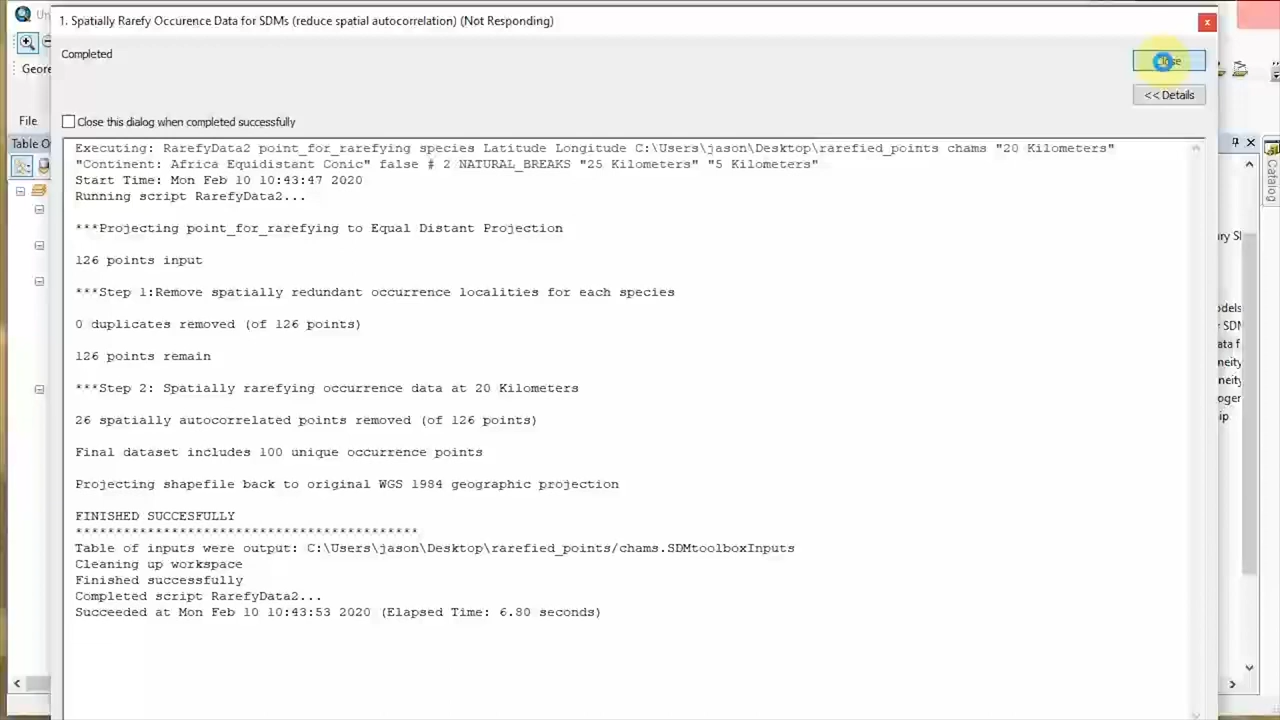 1. Spatially Rarefy Occurence Data for SDMs (reduce spatial autocorrelation) (Not Responding)
Completed
<< Details
Close this dialog when completed successfully
Geore
File
Table O
Catalog
Executing: RarefyData2 point_for_rarefying species Latitude Longitude C:\Users\jason\Desktop\rarefied_points chams "20 Kilometers"
"Continent: Africa Equidistant Conic" false # 2 NATURAL_BREAKS "25 Kilometers" "5 Kilometers"
Start Time: Mon Feb 10 10:43:47 2020
Running script RarefyData2...
***Projecting point_for_rarefying to Equal Distant Projection
126 points input
***Step 1:Remove spatially redundant occurrence localities for each species
0 duplicates removed (of 126 points)
126 points remain
***Step 2: Spatially rarefying occurrence data at 20 Kilometers
26 spatially autocorrelated points removed (of 126 points)
Final dataset includes 100 unique occurrence points
Projecting shapefile back to original WGS 1984 geographic projection
FINISHED SUCCESFULLY
*******************************************
Table of inputs were output: C:\Users\jason\Desktop\rarefied_points/chams.SDMtoolboxInputs
Cleaning up workspace
Finished successfully
Completed script RarefyData2...
Succeeded at Mon Feb 10 10:43:53 2020 (Elapsed Time: 6.80 seconds)